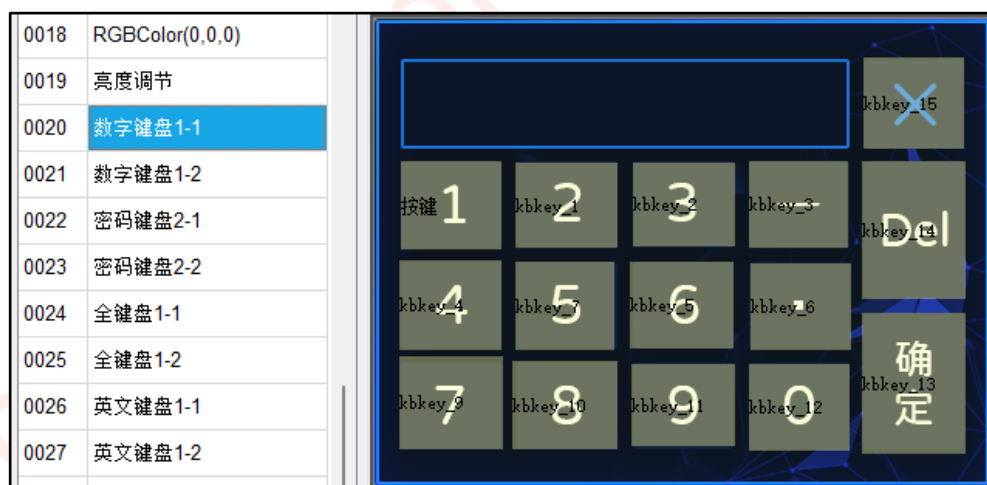 0018 RGBColor(0,0,0)
0019 亮度调节
0020 数字键盘1-1
0021 数字键盘1-2
0022 密码键盘2-1
0023 密码键盘2-2
0024 全键盘1-1
0025 全键盘1-2
0026 英文键盘1-1
0027 英文键盘1-2
kbkey_15
按键 1 kbkey_1 2 kbkey_2 3 kbkey_3 —
kbkey_14 Del
kbkey_4 4 kbkey_7 5 kbkey_5 6 kbkey_6 .
kbkey_13 确定
kbkey_9 7 kbkey_10 8 kbkey_11 9 kbkey_12 0